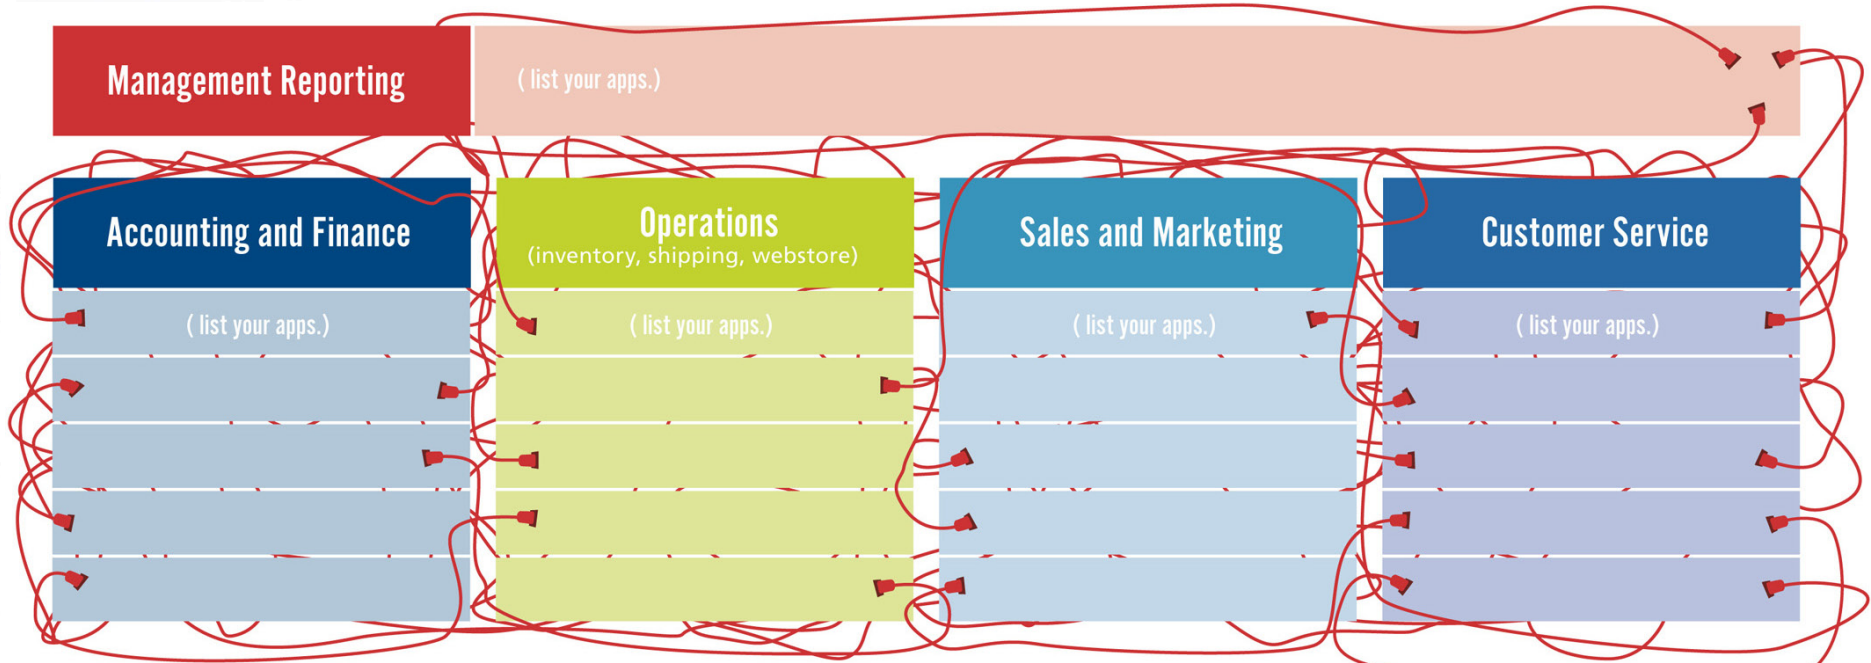 Management Reporting
( list your apps.)
Accounting and Finance
Operations
(inventory, shipping, webstore)
Sales and Marketing
Customer Service
( list your apps.)
( list your apps.)
( list your apps.)
( list your apps.)